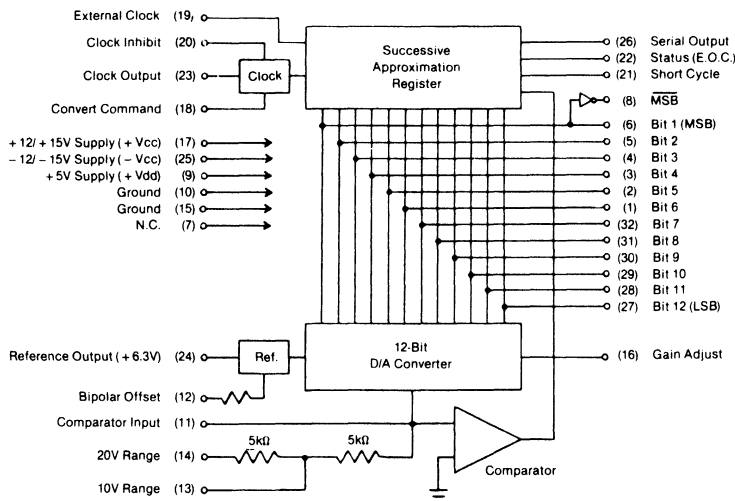 External Clock (19)
Clock Inhibit (20)
Clock Output (23)
Clock
Convert Command (18)
Successive
Approximation
Register
(26) Serial Output
(22) Status (E.O.C.)
(21) Short Cycle
(8) MSB
(6) Bit 1 (MSB)
(5) Bit 2
(4) Bit 3
(3) Bit 4
(2) Bit 5
(1) Bit 6
(32) Bit 7
(31) Bit 8
(30) Bit 9
(29) Bit 10
(28) Bit 11
(27) Bit 12 (LSB)
+ 12/ + 15V Supply ( + Vcc) (17)
- 12/ - 15V Supply ( - Vcc) (25)
+ 5V Supply ( + Vdd) (9)
Ground (10)
Ground (15)
N.C. (7)
Reference Output ( + 6.3V) (24)
Ref.
12-Bit
D/A Converter
(16) Gain Adjust
Bipolar Offset (12)
Comparator Input (11)
5kΩ 5kΩ
20V Range (14)
10V Range (13)
Comparator